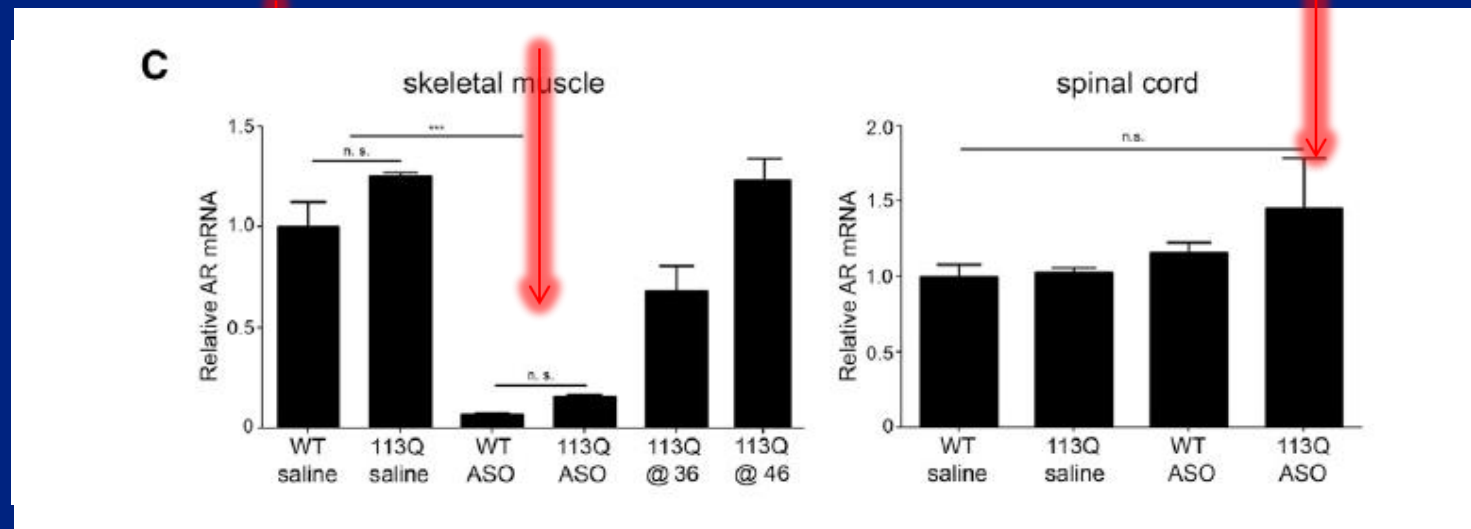 C
skeletal muscle
Relative AR mRNA
1.5
1.0
0.5
0
***
n. s.
n. s.
WT saline
113Q saline
WT ASO
113Q ASO
113Q @ 36
113Q @ 46
spinal cord
Relative AR mRNA
2.0
1.5
1.0
0.5
0
n.s.
WT saline
113Q saline
WT ASO
113Q ASO